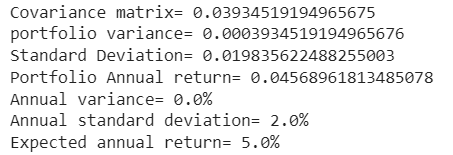 Covariance matrix= 0.03934519194965675
portfolio variance= 0.0003934519194965676
Standard Deviation= 0.019835622488255003
Portfolio Annual return= 0.04568961813485078
Annual variance= 0.0%
Annual standard deviation= 2.0%
Expected annual return= 5.0%